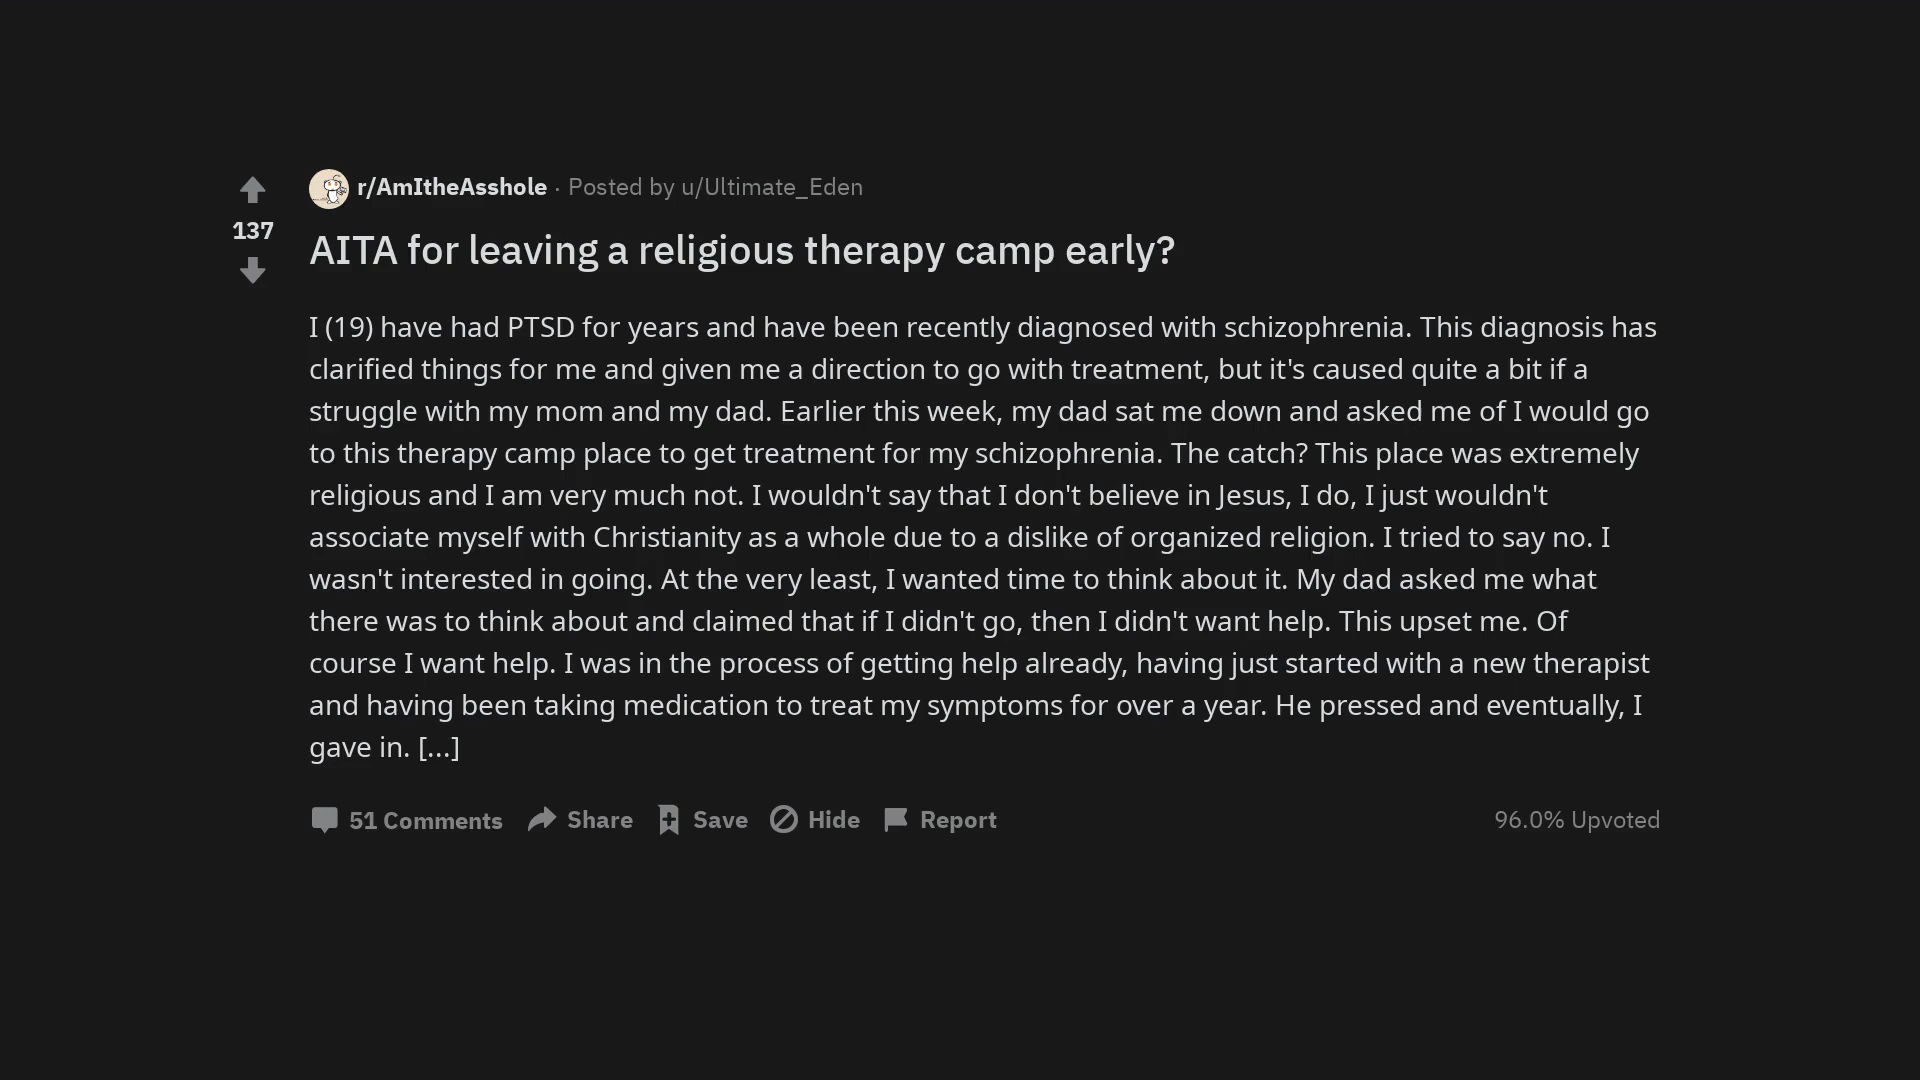 r/AmItheAsshole · Posted by u/Ultimate_Eden
137
AITA for leaving a religious therapy camp early?
I (19) have had PTSD for years and have been recently diagnosed with schizophrenia. This diagnosis has
clarified things for me and given me a direction to go with treatment, but it's caused quite a bit if a
struggle with my mom and my dad. Earlier this week, my dad sat me down and asked me of I would go
to this therapy camp place to get treatment for my schizophrenia. The catch? This place was extremely
religious and I am very much not. I wouldn't say that I don't believe in Jesus, I do, I just wouldn't
associate myself with Christianity as a whole due to a dislike of organized religion. I tried to say no. I
wasn't interested in going. At the very least, I wanted time to think about it. My dad asked me what
there was to think about and claimed that if I didn't go, then I didn't want help. This upset me. Of
course I want help. I was in the process of getting help already, having just started with a new therapist
and having been taking medication to treat my symptoms for over a year. He pressed and eventually, I
gave in. [...]
51 Comments Share Save Hide Report 96.0% Upvoted